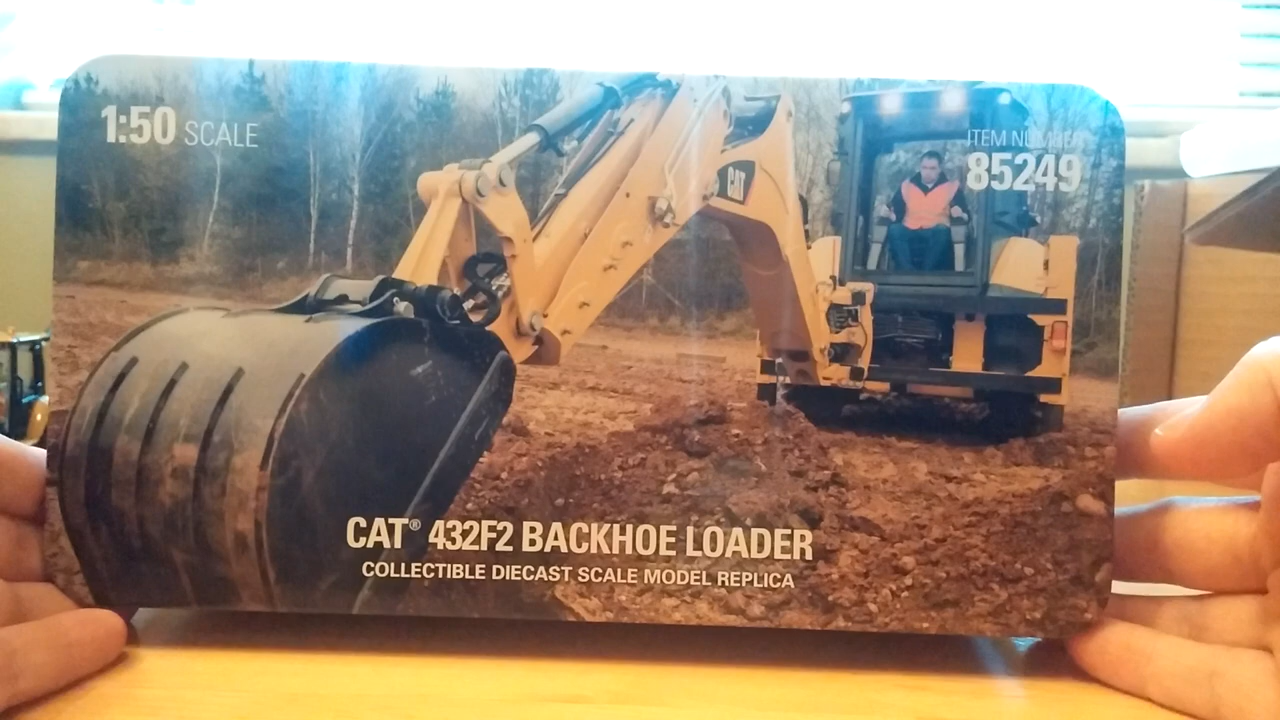 1:50 SCALE
ITEM NUMBER
85249
CAT
CAT® 432F2 BACKHOE LOADER
COLLECTIBLE DIECAST SCALE MODEL REPLICA